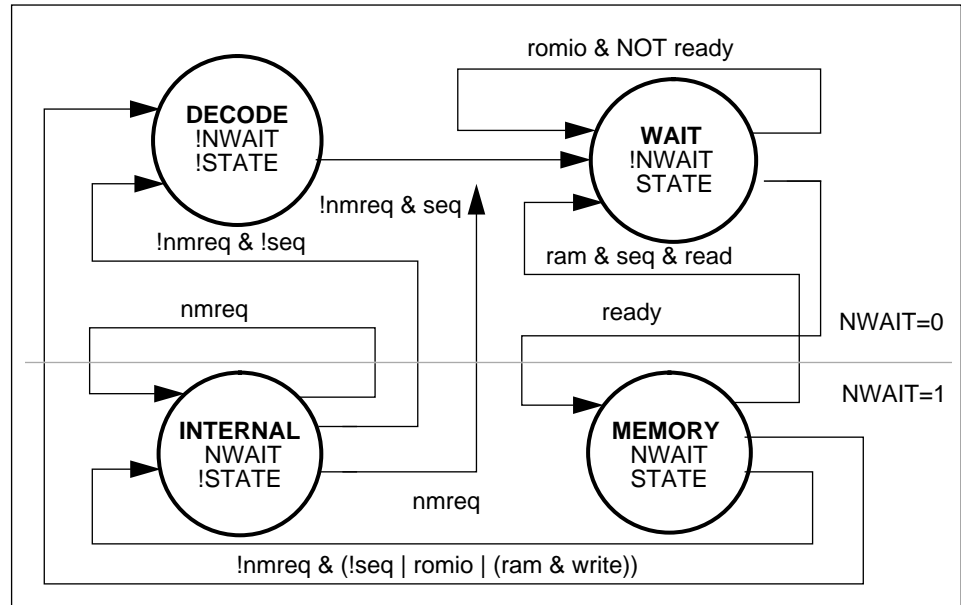 romio & NOT ready
DECODE
!NWAIT
!STATE
WAIT
!NWAIT
STATE
!nmreq & seq
!nmreq & !seq
ram & seq & read
nmreq
ready
NWAIT=0
NWAIT=1
INTERNAL
NWAIT
!STATE
MEMORY
NWAIT
STATE
nmreq
!nmreq & (!seq | romio | (ram & write))